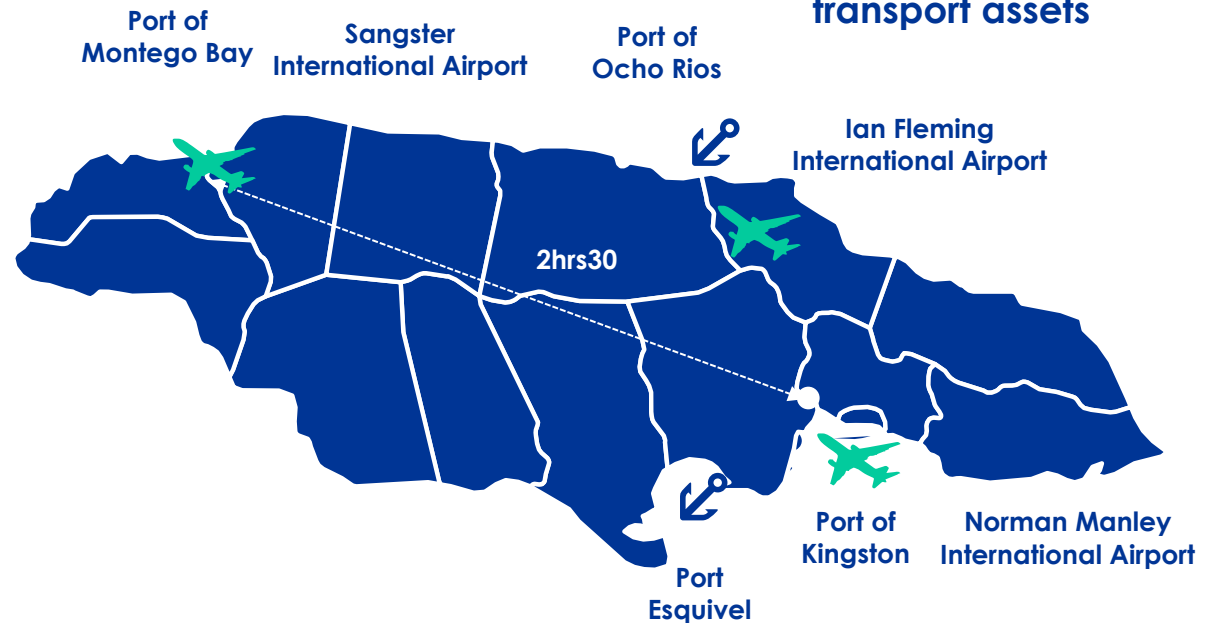 transport assets
Port of
Montego Bay
Sangster
International Airport
Port of
Ocho Rios
Ian Fleming
International Airport
2hrs30
Port of
Kingston
Norman Manley
International Airport
Port
Esquivel